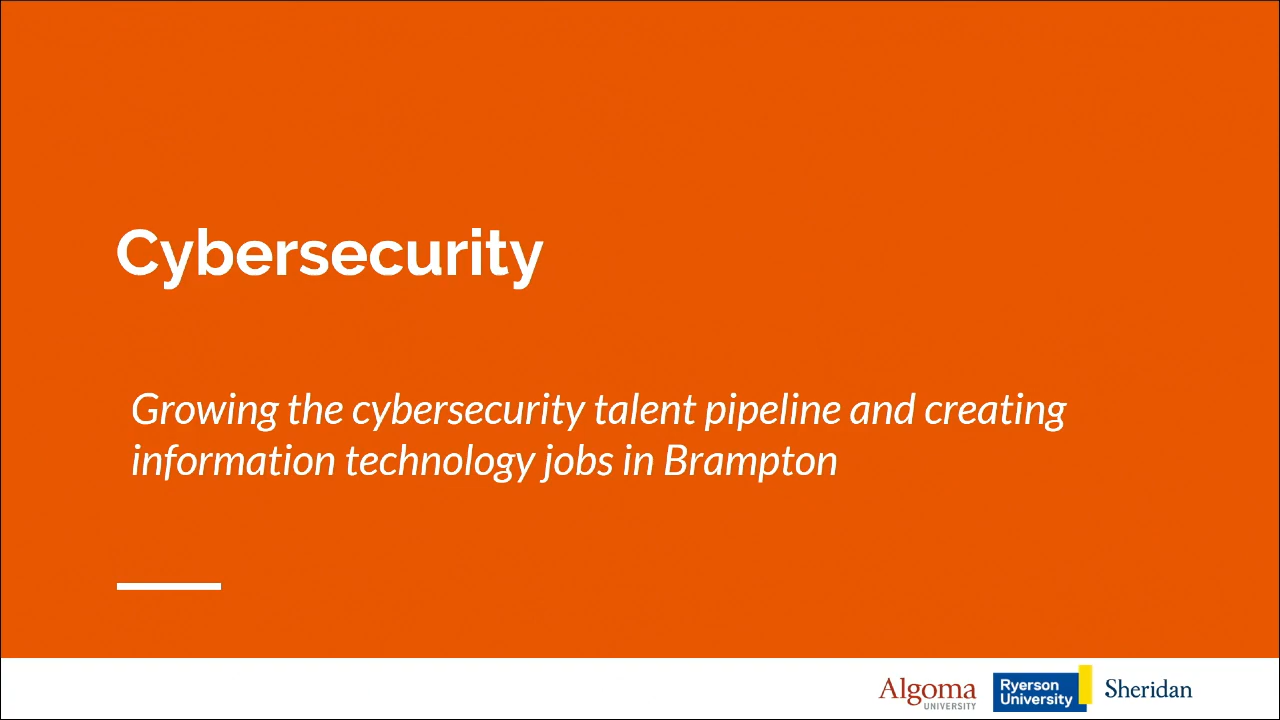 Cybersecurity
Growing the cybersecurity talent pipeline and creating
information technology jobs in Brampton
Algoma
UNIVERSITY
Ryerson
University
Sheridan